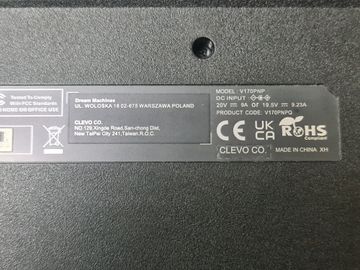 Tested To Comply
With FCC Standards
FOR HOME OR OFFICE USE
Dream Machines
UL. WOLOSKA 18 02-675 WARSZAWA POLAND
CLEVO CO.
NO.129,Xingde Road,San-chong Dist,
New TaiPei City 241,Taiwan.R.O.C.
MODEL: V170PNP
DC INPUT:
20V 9A or 19.5V 9.23A
PRODUCT CODE: V170PNPQ
CE UK CA RoHS
Compliant
CLEVO CO.
MADE IN CHINA XH